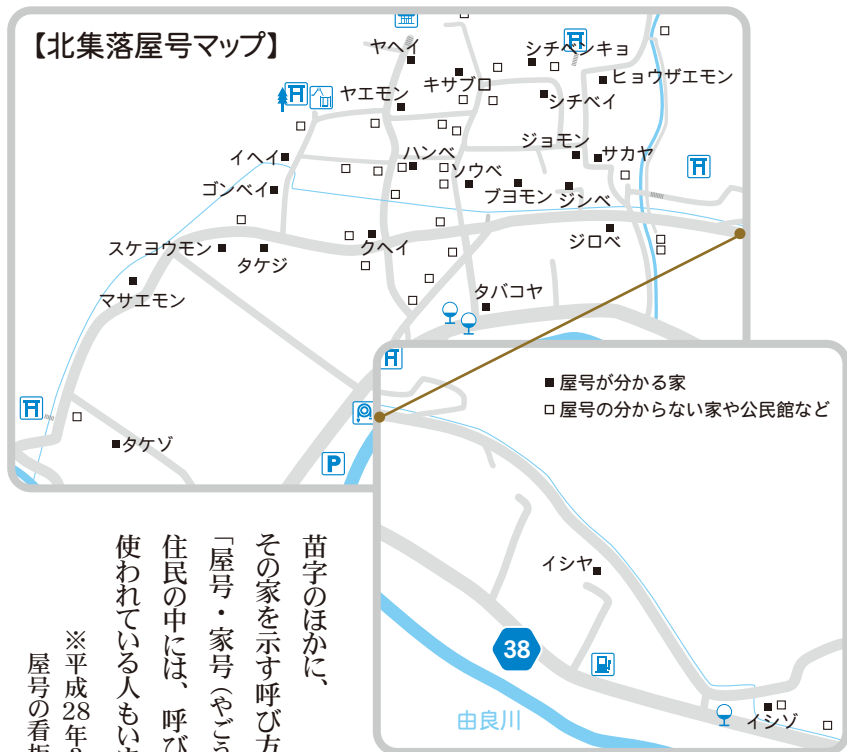 【北集落屋号マップ】
ヤヘイ
シチベンキョ
キサブロ
ヒョウザエモン
ヤエモン
シチベイ
ジョモン
サカヤ
イヘイ
ハンベ
ソウベ
ゴンベイ
ブヨモン
ジンベ
スケヨウモン
タケジ
クヘイ
ジロベ
マサエモン
タバコヤ
タケゾ
P
■屋号が分かる家
□屋号の分からない家や公民館など
イシヤ
38
由良川
イシゾ
苗字のほかに、
その家を示す呼び方
「屋号・家号(やごう
住民の中には、呼び
使われている人もい
※平成28年
屋号の看板